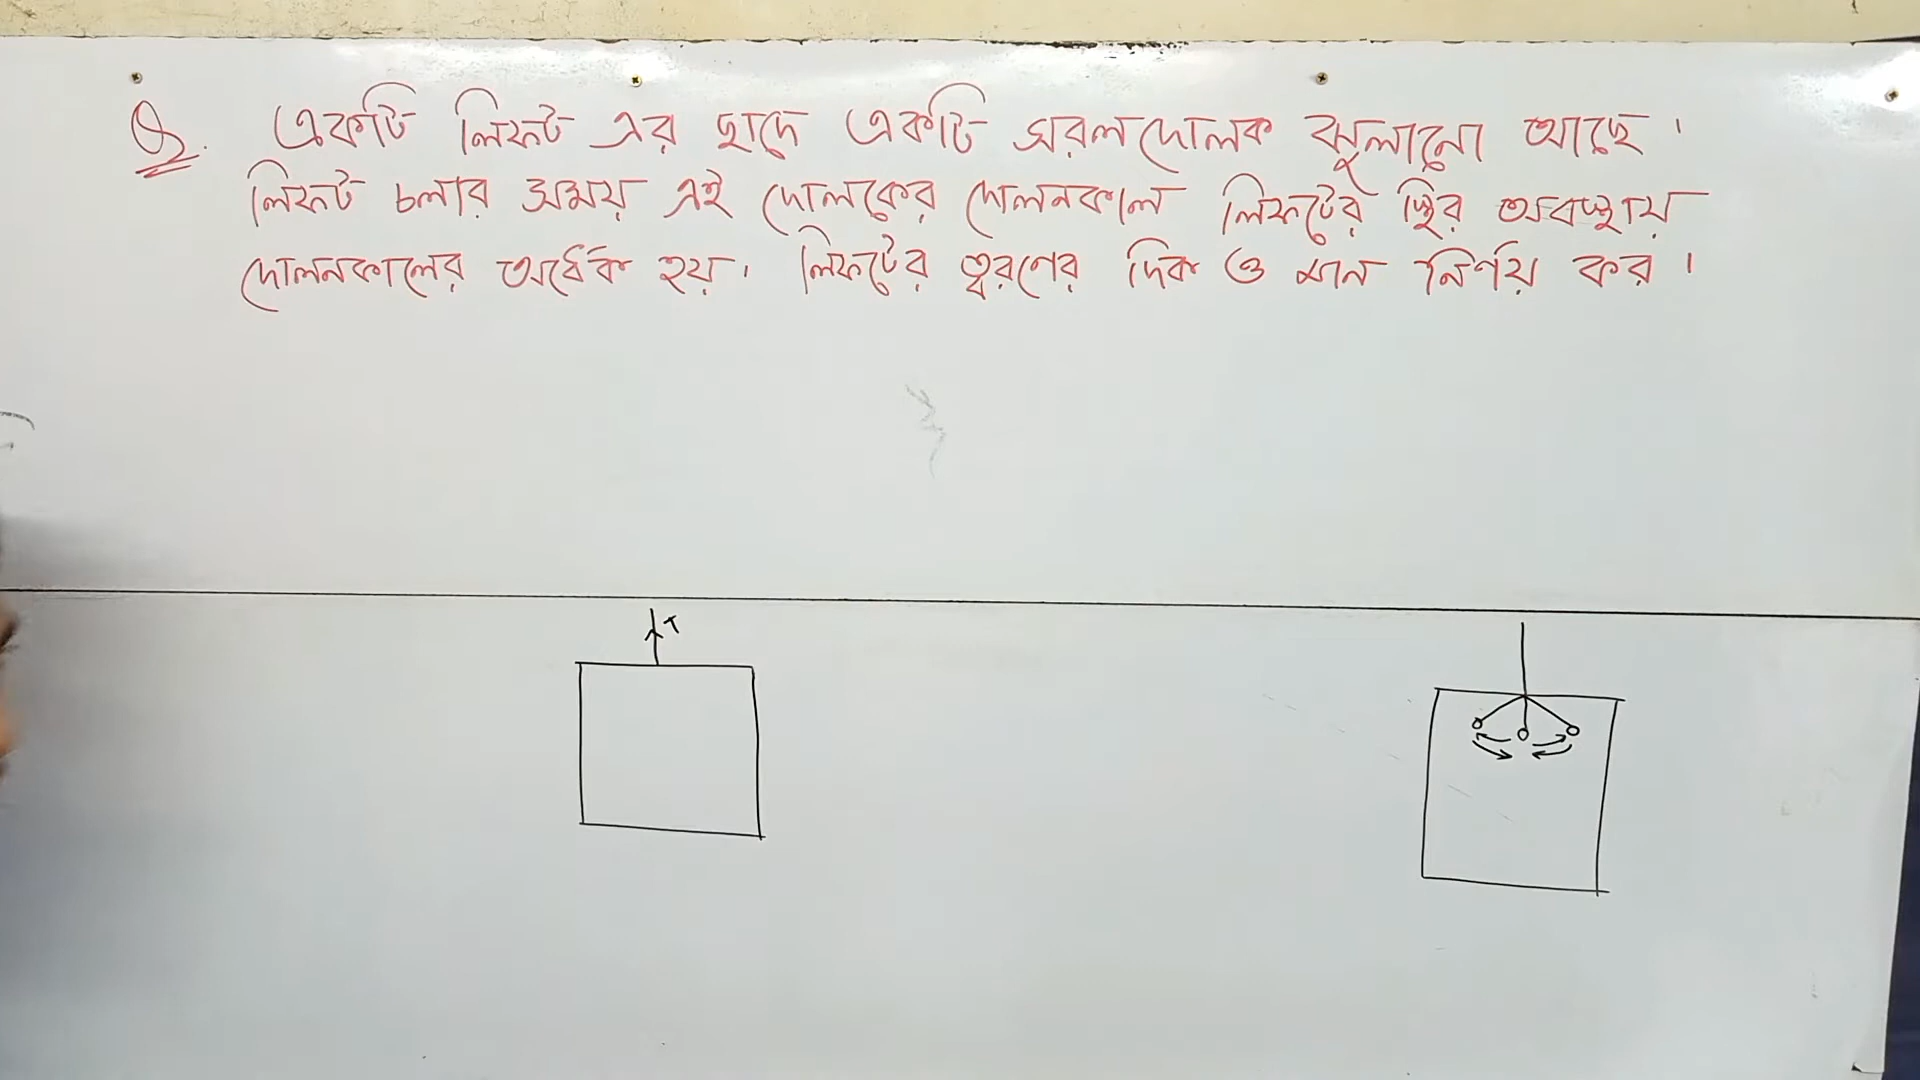 Q. একটি লিফট এর ছাদে একটি সরলদোলক ঝুলানো আছে।
লিফট চলার সময় এই দোলকের দোলনকাল লিফটের স্থির অবস্থায়
দোলনকালের অর্ধেক হয়। লিফটের ত্বরণের দিক ও মান নির্ণয় কর।
T